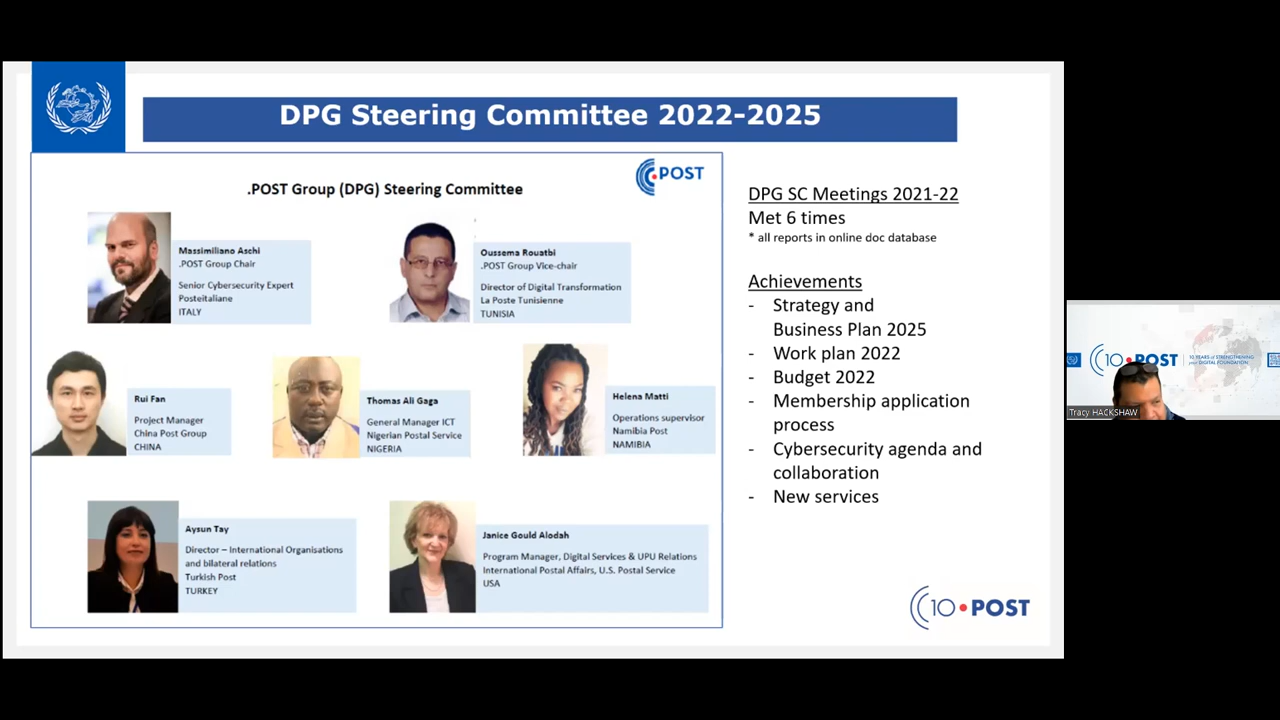 DPG Steering Committee 2022-2025
.POST Group (DPG) Steering Committee
POST
Massimiliano Aschi
.POST Group Chair
Senior Cybersecurity Expert
Posteitaliane
ITALY
Oussema Rouatbi
.POST Group Vice-chair
Director of Digital Transformation
La Poste Tunisienne
TUNISIA
Rui Fan
Project Manager
China Post Group
CHINA
Thomas Ali Gaga
General Manager ICT
Nigerian Postal Service
NIGERIA
Helena Matti
Operations supervisor
Namibia Post
NAMIBIA
Aysun Tay
Director – International Organisations
and bilateral relations
Turkish Post
TURKEY
Janice Gould Alodah
Program Manager, Digital Services & UPU Relations
International Postal Affairs, U.S. Postal Service
USA
DPG SC Meetings 2021-22
Met 6 times
* all reports in online doc database
Achievements
- Strategy and
Business Plan 2025
- Work plan 2022
- Budget 2022
- Membership application
process
- Cybersecurity agenda and
collaboration
- New services
10 •POST
10 •POST
10 YEARS OF STRENGTHENING
DIGITAL FOUNDATION
Tracy HACKSHAW